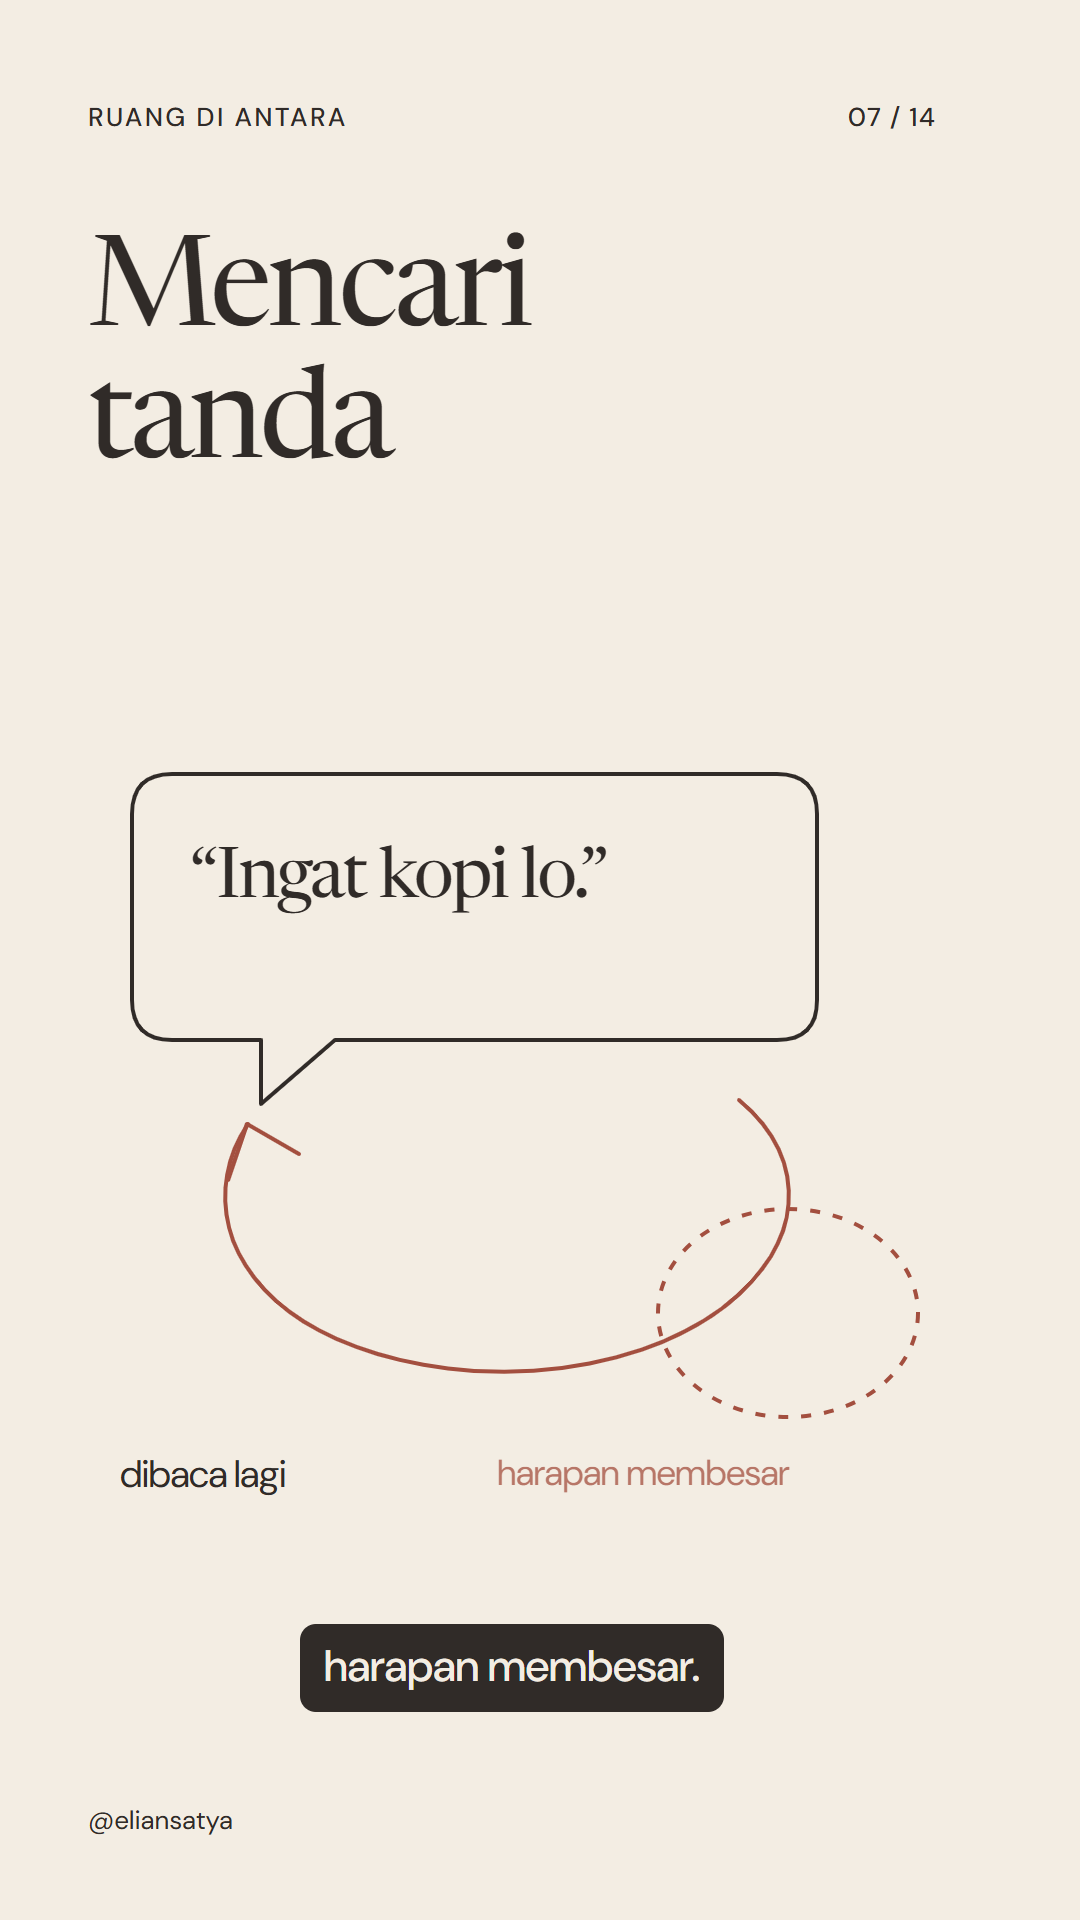 RUANG DI ANTARA
07 / 14
Mencari
tanda
“Ingat kopi lo.”
dibaca lagi
harapan membesar
harapan membesar.
@eliansatya